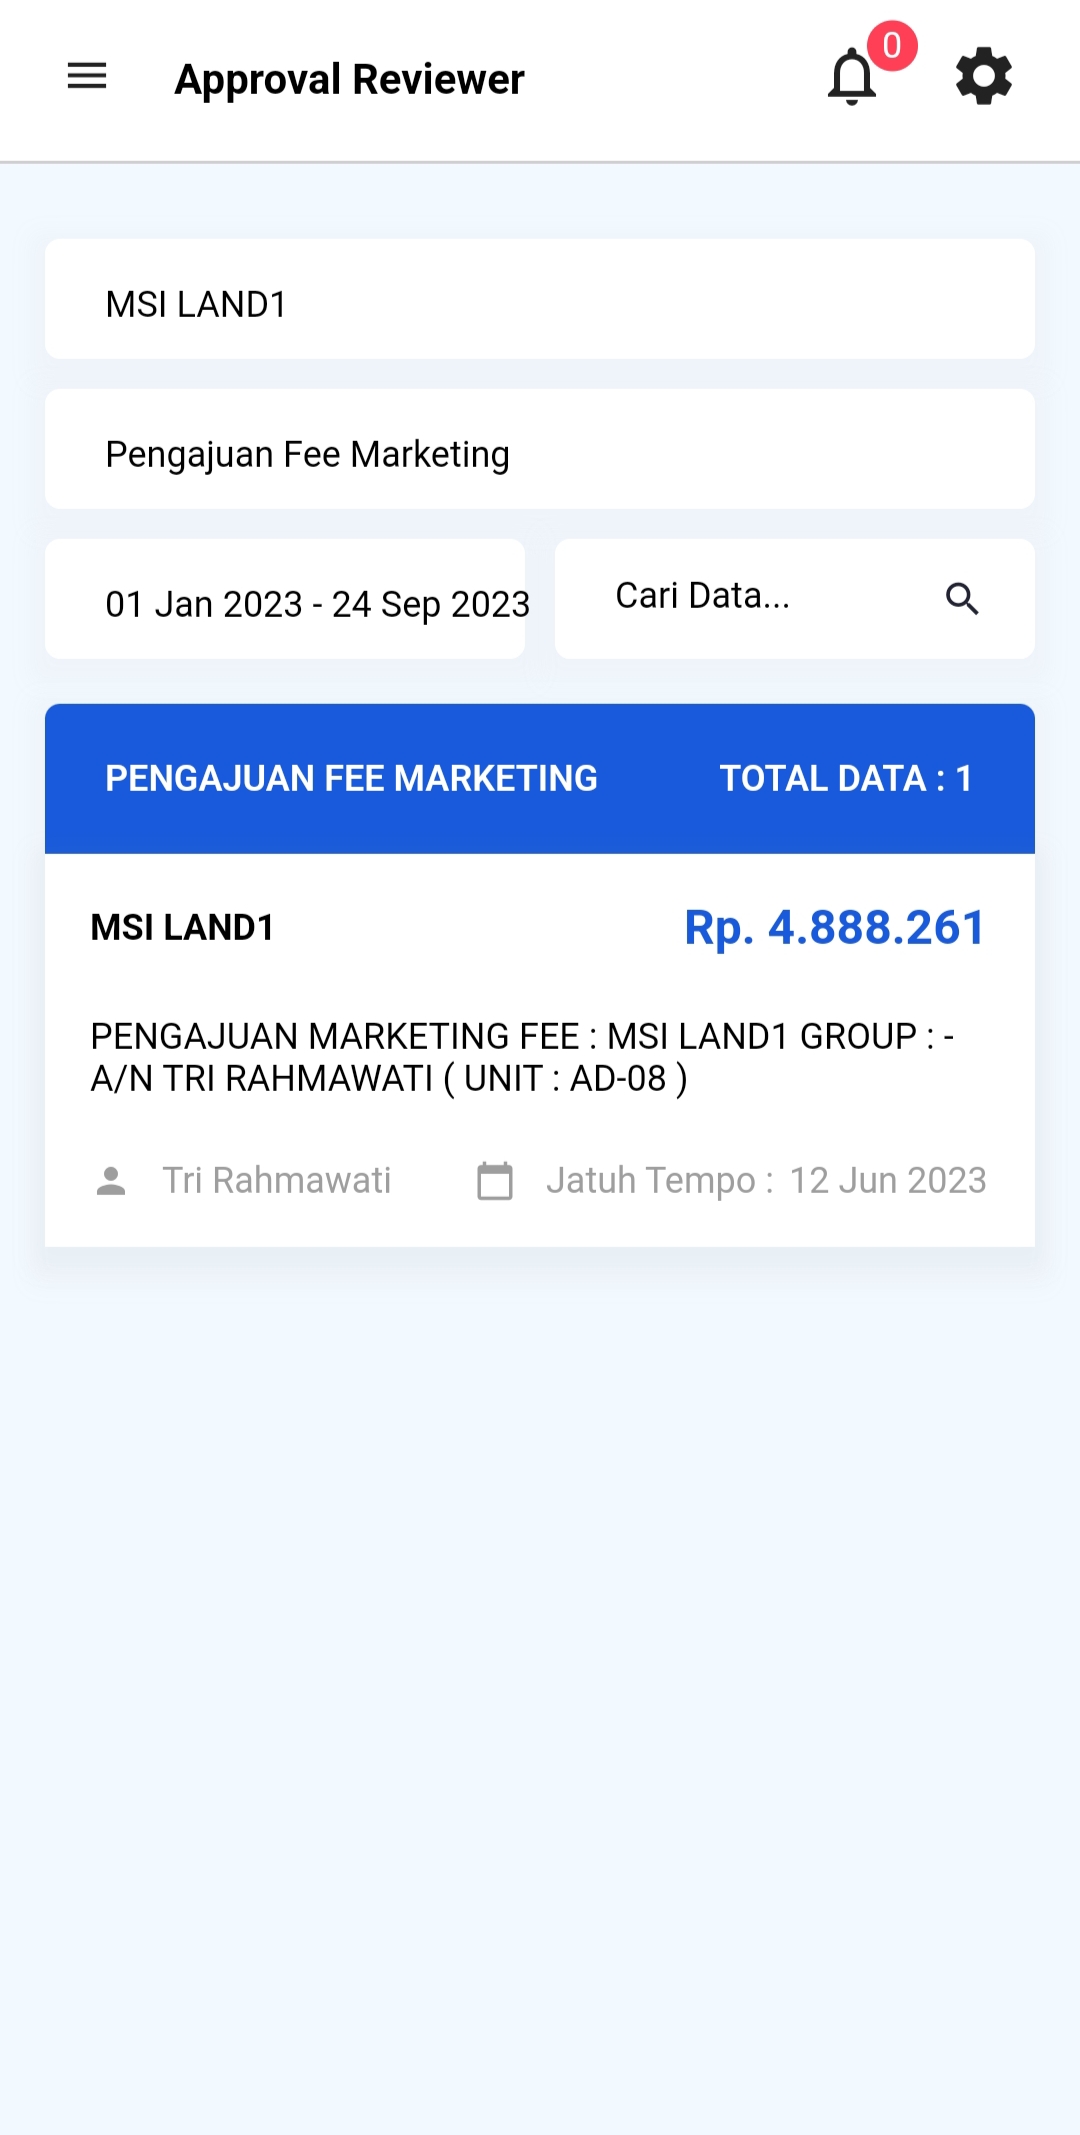 Approval Reviewer
0
MSI LAND1
Pengajuan Fee Marketing
01 Jan 2023 - 24 Sep 2023
Cari Data...
PENGAJUAN FEE MARKETING
TOTAL DATA : 1
MSI LAND1
Rp. 4.888.261
PENGAJUAN MARKETING FEE : MSI LAND1 GROUP : -
A/N TRI RAHMAWATI ( UNIT : AD-08 )
Tri Rahmawati
Jatuh Tempo : 12 Jun 2023